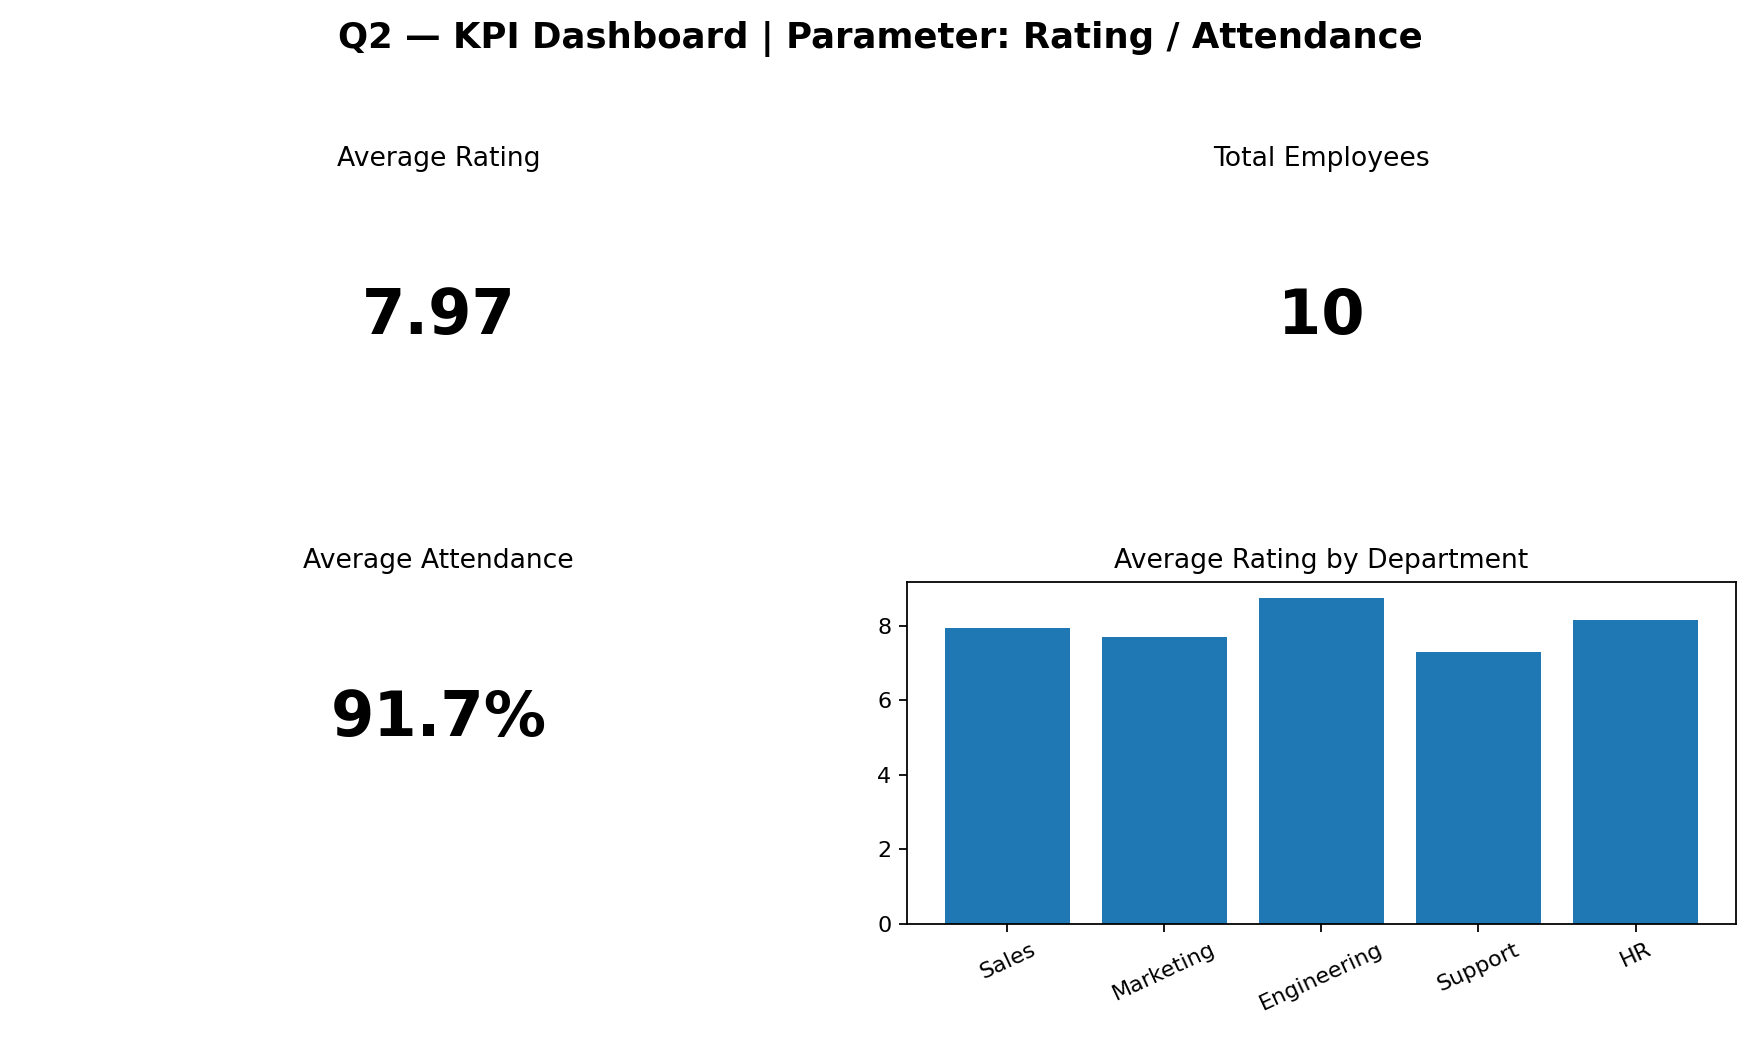 Q2 — KPI Dashboard | Parameter: Rating / Attendance
Average Rating
7.97
Total Employees
10
Average Attendance
91.7%
Average Rating by Department
8
6
4
2
0
Sales
Marketing
Engineering
Support
HR